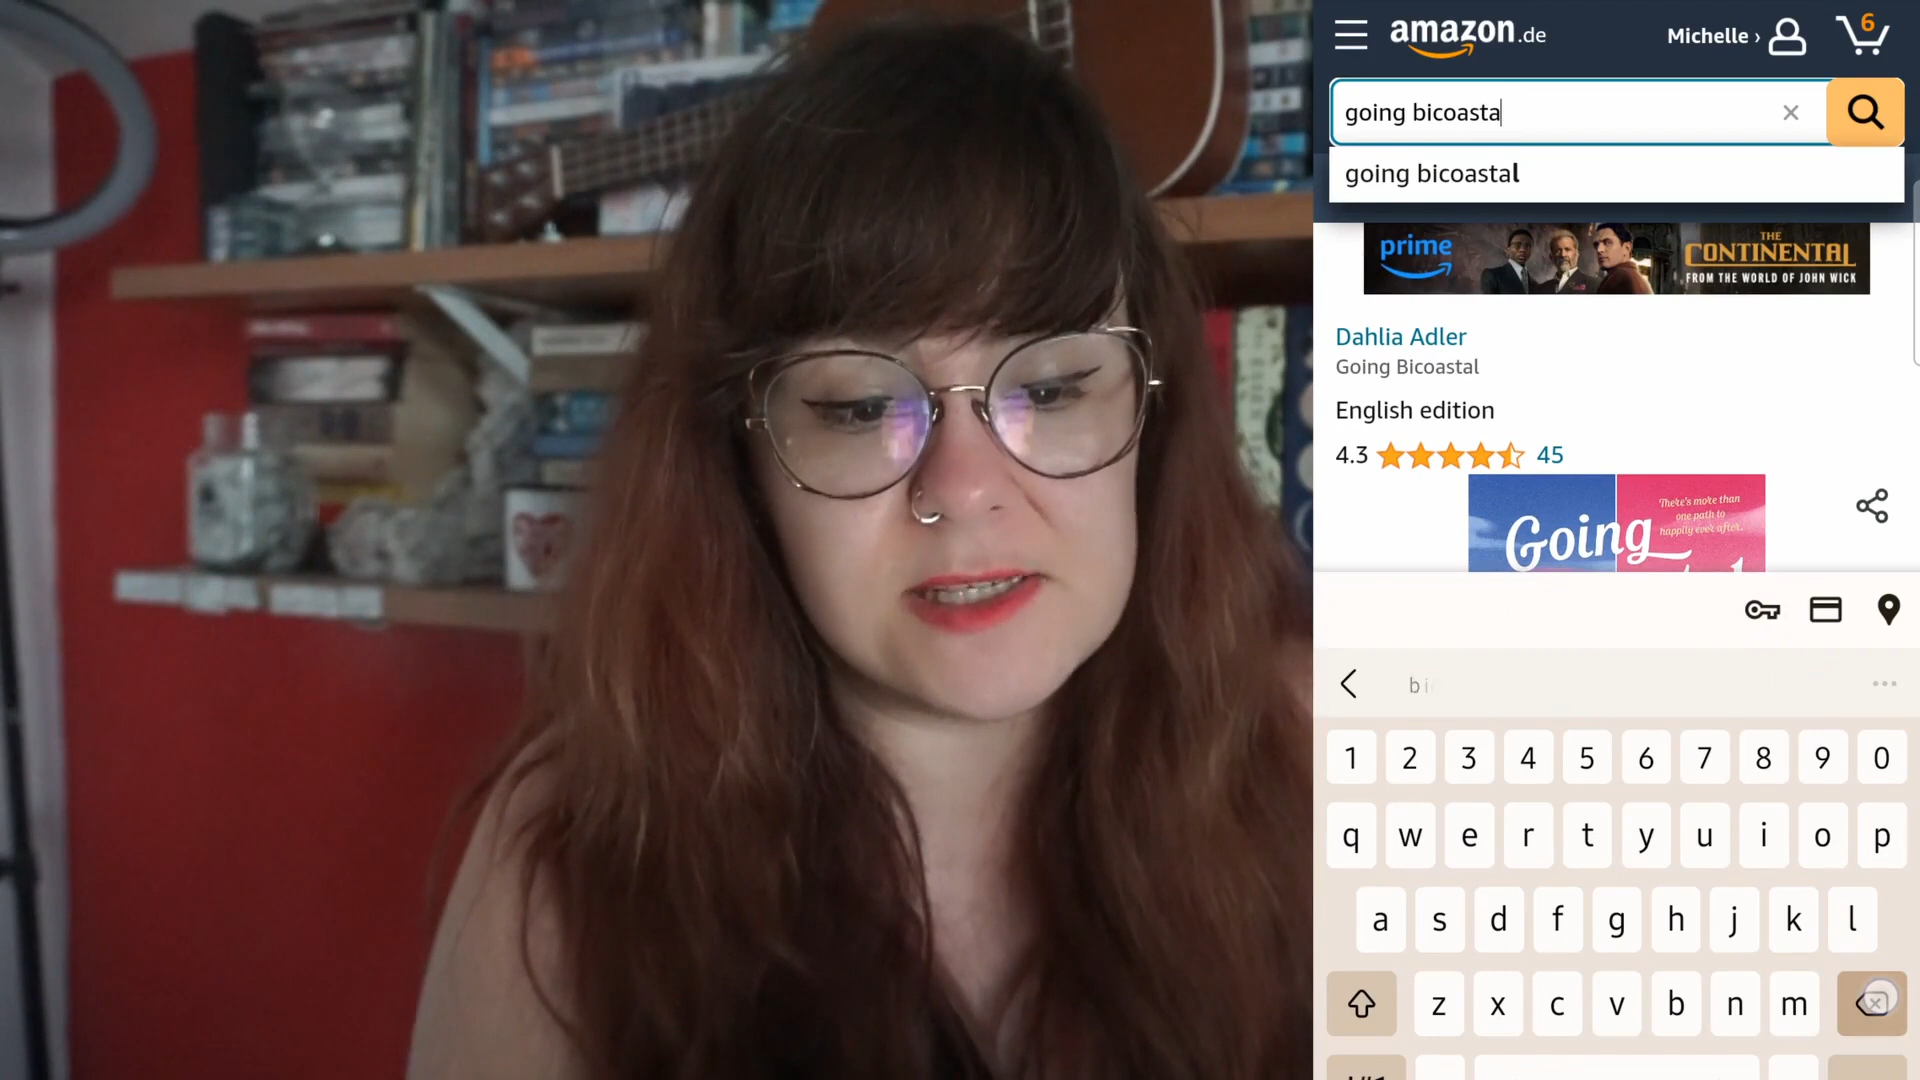 amazon.de
Michelle ›
6
going bicoasta
going bicoastal
prime
THE
CONTINENTAL
FROM THE WORLD OF JOHN WICK
Dahlia Adler
Going Bicoastal
English edition
4.3
45
Going
There's more than
one path to
happily ever after.
1 2 3 4 5 6 7 8 9 0
q w e r t y u i o p
a s d f g h j k l
z x c v b n m